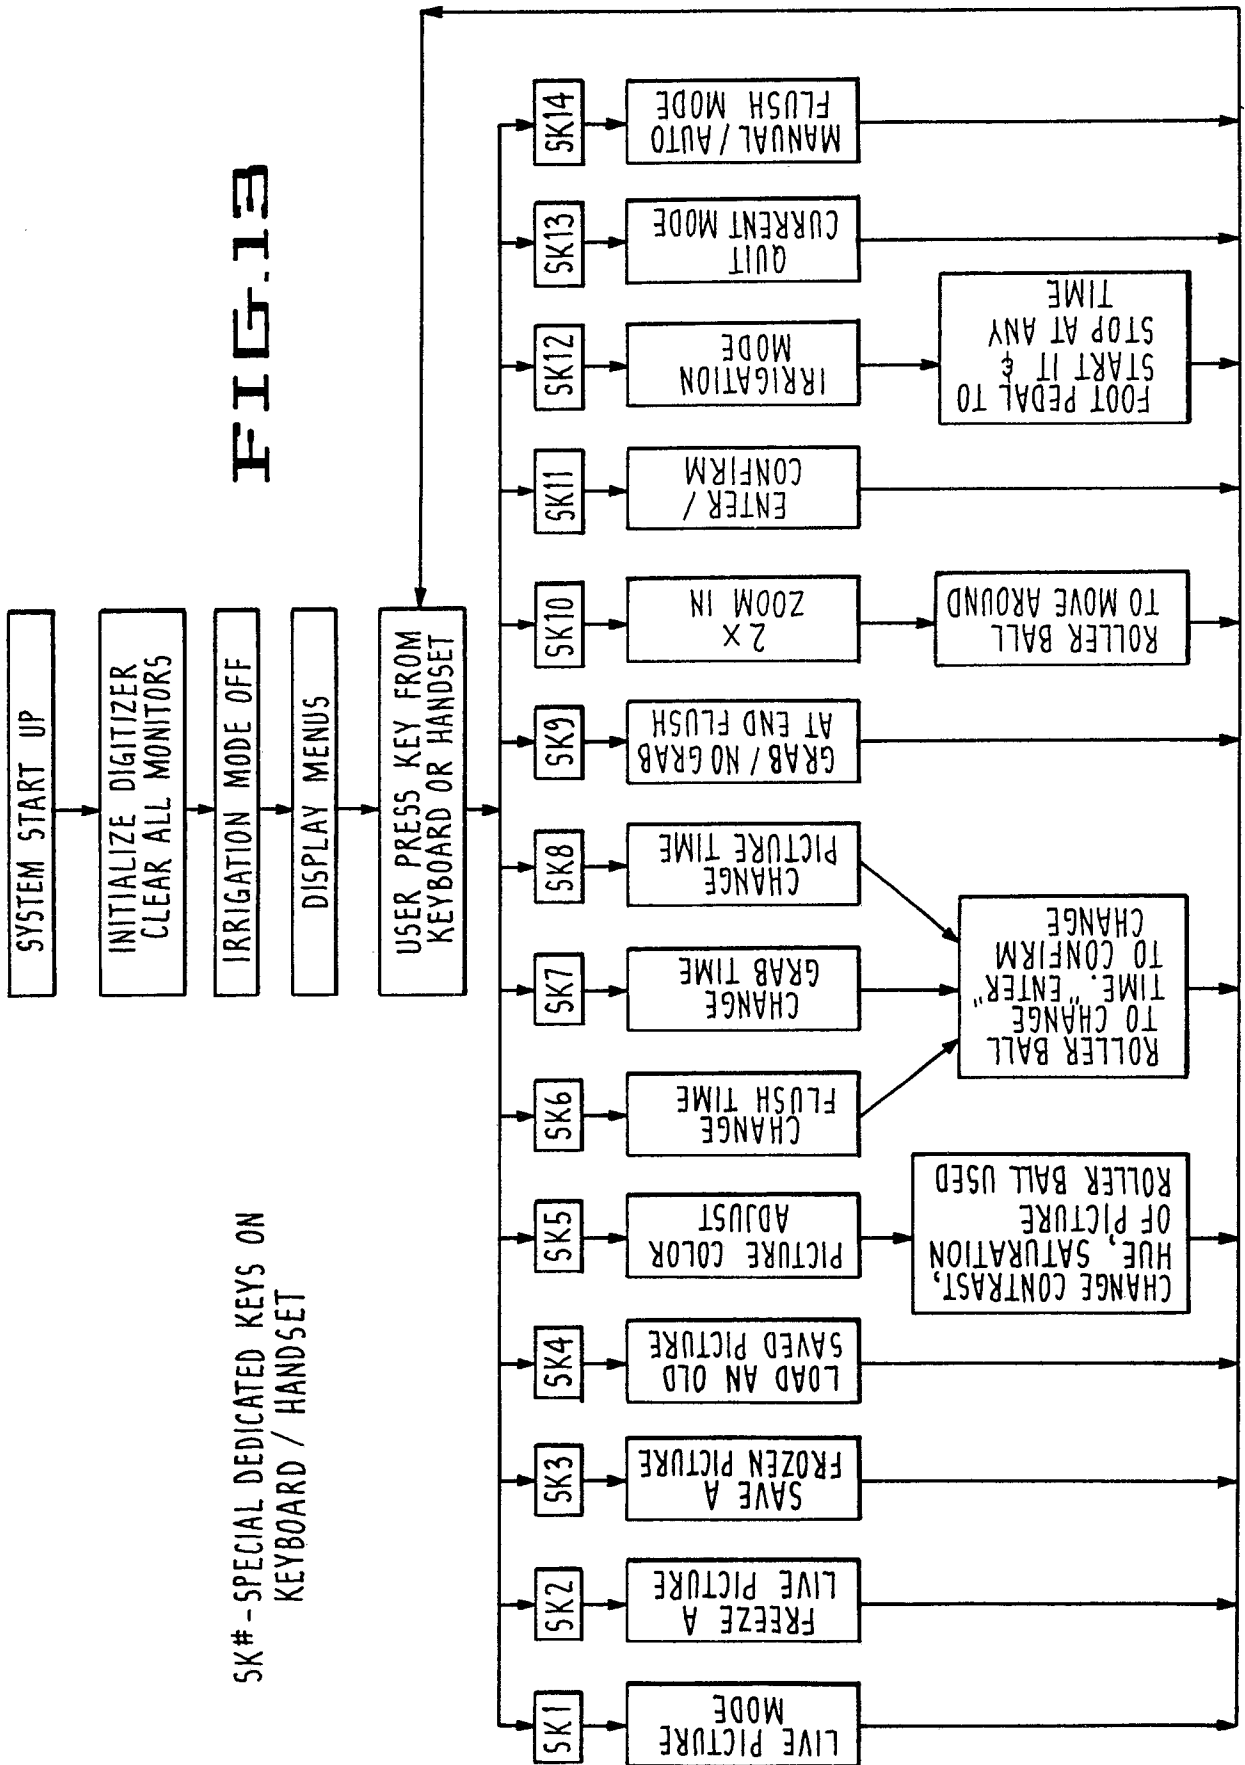 FIG.13
SYSTEM START UP
INITIALIZE DIGITIZER
CLEAR ALL MONITORS
IRRIGATION MODE OFF
DISPLAY MENUS
USER PRESS KEY FROM
KEYBOARD OR HANDSET
SK#-SPECIAL DEDICATED KEYS ON
KEYBOARD / HANDSET
SK1
LIVE PICTURE
MODE
SK2
FREEZE A
LIVE PICTURE
SK3
SAVE A
FROZEN PICTURE
SK4
LOAD AN OLD
SAVED PICTURE
SK5
PICTURE COLOR
ADJUST
CHANGE CONTRAST,
HUE, SATURATION
OF PICTURE
ROLLER BALL USED
SK6
CHANGE
FLUSH TIME
SK7
CHANGE
GRAB TIME
SK8
CHANGE
PICTURE TIME
ROLLER BALL
TO CHANGE
TIME. "ENTER"
TO CONFIRM
CHANGE
SK9
GRAB / NO GRAB
AT END FLUSH
SK10
2 X
ZOOM IN
ROLLER BALL
TO MOVE AROUND
SK11
ENTER /
CONFIRM
SK12
IRRIGATION
MODE
FOOT PEDAL TO
START IT &
STOP AT ANY
TIME
SK13
QUIT
CURRENT MODE
SK14
MANUAL / AUTO
FLUSH MODE